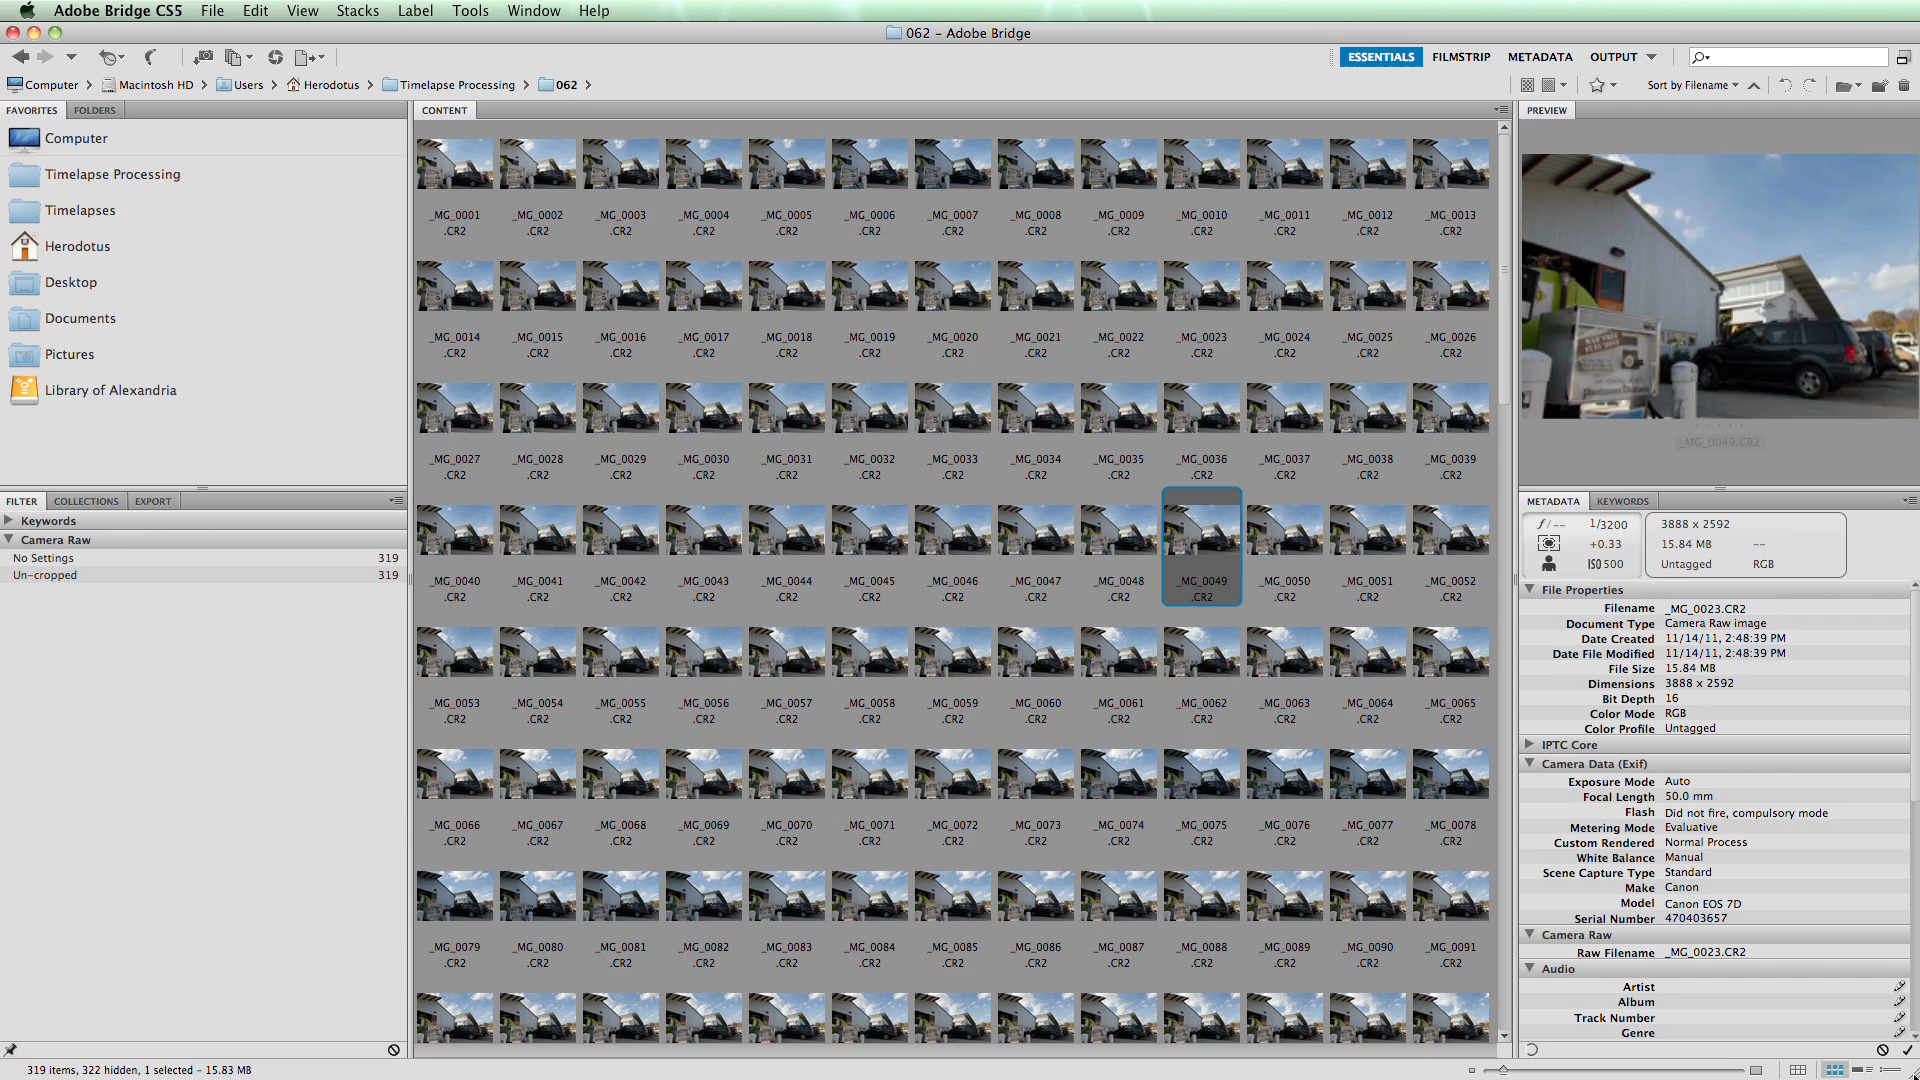 Adobe Bridge CS5 File Edit View Stacks Label Tools Window Help
062 – Adobe Bridge
ESSENTIALS FILMSTRIP METADATA OUTPUT
Computer Macintosh HD Users Herodotus Timelapse Processing 062
Sort by Filename
FAVORITES FOLDERS
Computer
Timelapse Processing
Timelapses
Herodotus
Desktop
Documents
Pictures
Library of Alexandria
FILTER COLLECTIONS EXPORT
Keywords
Camera Raw
No Settings 319
Un-cropped 319
CONTENT
_MG_0001 _MG_0002 _MG_0003 _MG_0004 _MG_0005 _MG_0006 _MG_0007 _MG_0008 _MG_0009 _MG_0010 _MG_0011 _MG_0012 _MG_0013
.CR2 .CR2 .CR2 .CR2 .CR2 .CR2 .CR2 .CR2 .CR2 .CR2 .CR2 .CR2 .CR2
_MG_0014 _MG_0015 _MG_0016 _MG_0017 _MG_0018 _MG_0019 _MG_0020 _MG_0021 _MG_0022 _MG_0023 _MG_0024 _MG_0025 _MG_0026
.CR2 .CR2 .CR2 .CR2 .CR2 .CR2 .CR2 .CR2 .CR2 .CR2 .CR2 .CR2 .CR2
_MG_0027 _MG_0028 _MG_0029 _MG_0030 _MG_0031 _MG_0032 _MG_0033 _MG_0034 _MG_0035 _MG_0036 _MG_0037 _MG_0038 _MG_0039
.CR2 .CR2 .CR2 .CR2 .CR2 .CR2 .CR2 .CR2 .CR2 .CR2 .CR2 .CR2 .CR2
_MG_0040 _MG_0041 _MG_0042 _MG_0043 _MG_0044 _MG_0045 _MG_0046 _MG_0047 _MG_0048 _MG_0049 _MG_0050 _MG_0051 _MG_0052
.CR2 .CR2 .CR2 .CR2 .CR2 .CR2 .CR2 .CR2 .CR2 .CR2 .CR2 .CR2 .CR2
_MG_0053 _MG_0054 _MG_0055 _MG_0056 _MG_0057 _MG_0058 _MG_0059 _MG_0060 _MG_0061 _MG_0062 _MG_0063 _MG_0064 _MG_0065
.CR2 .CR2 .CR2 .CR2 .CR2 .CR2 .CR2 .CR2 .CR2 .CR2 .CR2 .CR2 .CR2
_MG_0066 _MG_0067 _MG_0068 _MG_0069 _MG_0070 _MG_0071 _MG_0072 _MG_0073 _MG_0074 _MG_0075 _MG_0076 _MG_0077 _MG_0078
.CR2 .CR2 .CR2 .CR2 .CR2 .CR2 .CR2 .CR2 .CR2 .CR2 .CR2 .CR2 .CR2
_MG_0079 _MG_0080 _MG_0081 _MG_0082 _MG_0083 _MG_0084 _MG_0085 _MG_0086 _MG_0087 _MG_0088 _MG_0089 _MG_0090 _MG_0091
.CR2 .CR2 .CR2 .CR2 .CR2 .CR2 .CR2 .CR2 .CR2 .CR2 .CR2 .CR2 .CR2
PREVIEW
_MG_0049.CR2
METADATA KEYWORDS
f/-- 1/3200 3888 x 2592
+0.33 15.84 MB --
ISO500 Untagged RGB
File Properties
Filename _MG_0023.CR2
Document Type Camera Raw image
Date Created 11/14/11, 2:48:39 PM
Date File Modified 11/14/11, 2:48:39 PM
File Size 15.84 MB
Dimensions 3888 x 2592
Bit Depth 16
Color Mode RGB
Color Profile Untagged
IPTC Core
Camera Data (Exif)
Exposure Mode Auto
Focal Length 50.0 mm
Flash Did not fire, compulsory mode
Metering Mode Evaluative
Custom Rendered Normal Process
White Balance Manual
Scene Capture Type Standard
Make Canon
Model Canon EOS 7D
Serial Number 470403657
Camera Raw
Raw Filename _MG_0023.CR2
Audio
Artist
Album
Track Number
Genre
319 items, 322 hidden, 1 selected – 15.83 MB